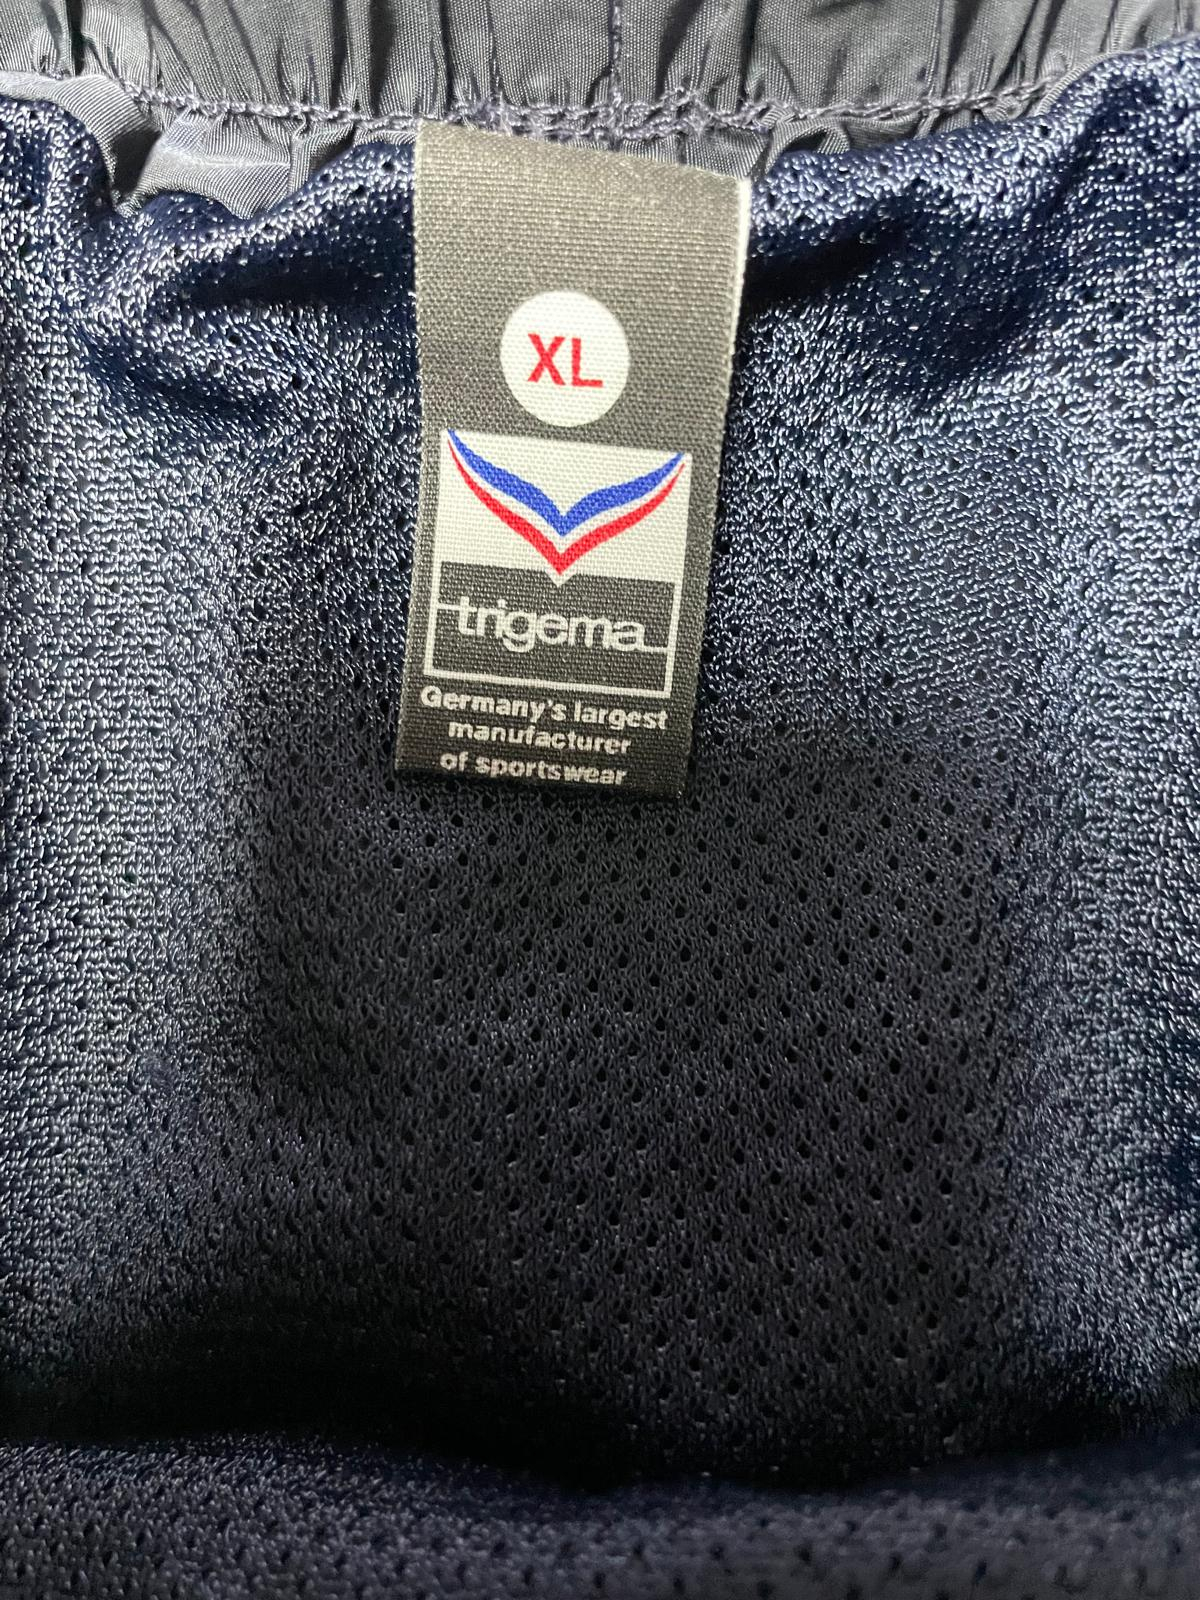 XL
trigema
Germany's largest
manufacturer
of sportswear